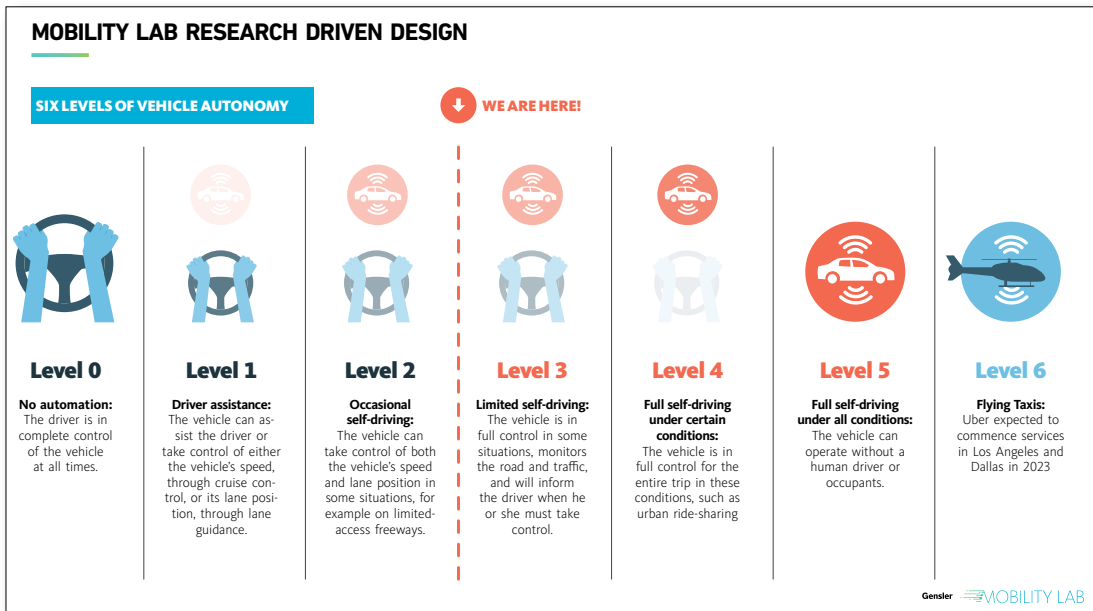 MOBILITY LAB RESEARCH DRIVEN DESIGN
SIX LEVELS OF VEHICLE AUTONOMY
WE ARE HERE!
Level 0
No automation:
The driver is in
complete control
of the vehicle
at all times.
Level 1
Driver assistance:
The vehicle can as-
sist the driver or
take control of either
the vehicle's speed,
through cruise con-
trol, or its lane posi-
tion, through lane
guidance.
Level 2
Occasional
self-driving:
The vehicle can
take control of both
the vehicle's speed
and lane position in
some situations, for
example on limited-
access freeways.
Level 3
Limited self-driving:
The vehicle is in
full control in some
situations, monitors
the road and traffic,
and will inform
the driver when he
or she must take
control.
Level 4
Full self-driving
under certain
conditions:
The vehicle is in
full control for the
entire trip in these
conditions, such as
urban ride-sharing
Level 5
Full self-driving
under all conditions:
The vehicle can
operate without a
human driver or
occupants.
Level 6
Flying Taxis:
Uber expected to
commence services
in Los Angeles and
Dallas in 2023
Gensler
MOBILITY LAB